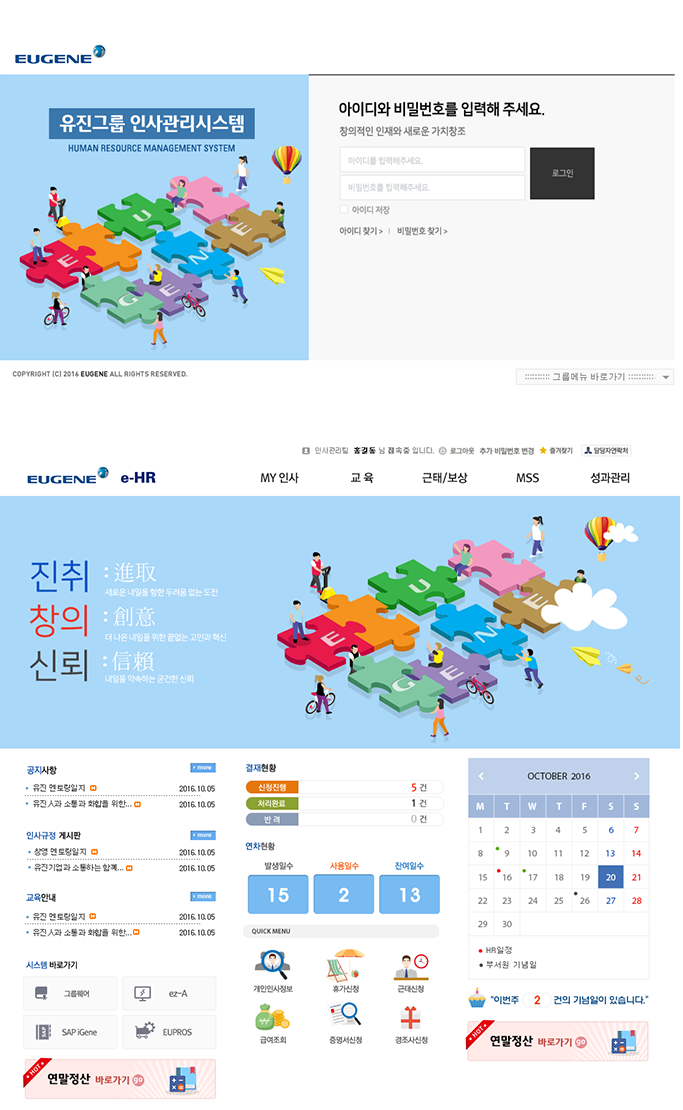 EUGENE
유진그룹 인사관리시스템
HUMAN RESOURCE MANAGEMENT SYSTEM
U
E
E
N
G
E
아이디와 비밀번호를 입력해 주세요.
창의적인 인재와 새로운 가치창조
아이디를 입력해주세요.
비밀번호를 입력해주세요.
로그인
아이디 저장
아이디 찾기 > | 비밀번호 찾기 >
COPYRIGHT (C) 2016 EUGENE ALL RIGHTS RESERVED.
:::::::::: 그룹메뉴 바로가기 ::::::::::
인사관리팀 홍길동 님 접속중 입니다. 로그아웃 추가 비밀번호 변경 즐겨찾기 담당자연락처
EUGENE e-HR
MY 인사 교 육 근태/보상 MSS 성과관리
진취 : 進取
새로운 내일을 향한 두려움 없는 도전
창의 : 創意
더 나은 내일을 위한 끝없는 고민과 혁신
신뢰 : 信賴
내일을 약속하는 굳건한 신뢰
U
E
E
N
G
E
공지사항 more
유진 멘토링일지 N 2016.10.05
유진人과 소통과 화합을 위한... N 2016.10.05
인사규정 게시판 more
창영 멘토링일지 N 2016.10.05
유진기업과 소통하는 함께... N 2016.10.05
교육안내 more
유진 멘토링일지 N 2016.10.05
유진人과 소통과 화합을 위한... N 2016.10.05
시스템 바로가기
그룹웨어 ez-A
SAP iGene EUPROS
HOT
연말정산 바로가기 go
결재현황
신청진행 5 건
처리완료 1 건
반 려 0 건
연차현황
발생일수 사용일수 잔여일수
15 2 13
QUICK MENU
개인인사정보 휴가신청 근태신청
급여조회 증명서신청 경조사신청
OCTOBER 2016
M T W T F S S
1 2 3 4 5 6 7
8 9 10 11 12 13 14
15 16 17 18 19 20 21
22 23 24 25 26 27 28
29 30
HR일정
부서원 기념일
"이번주 2 건의 기념일이 있습니다."
HOT
연말정산 바로가기 go